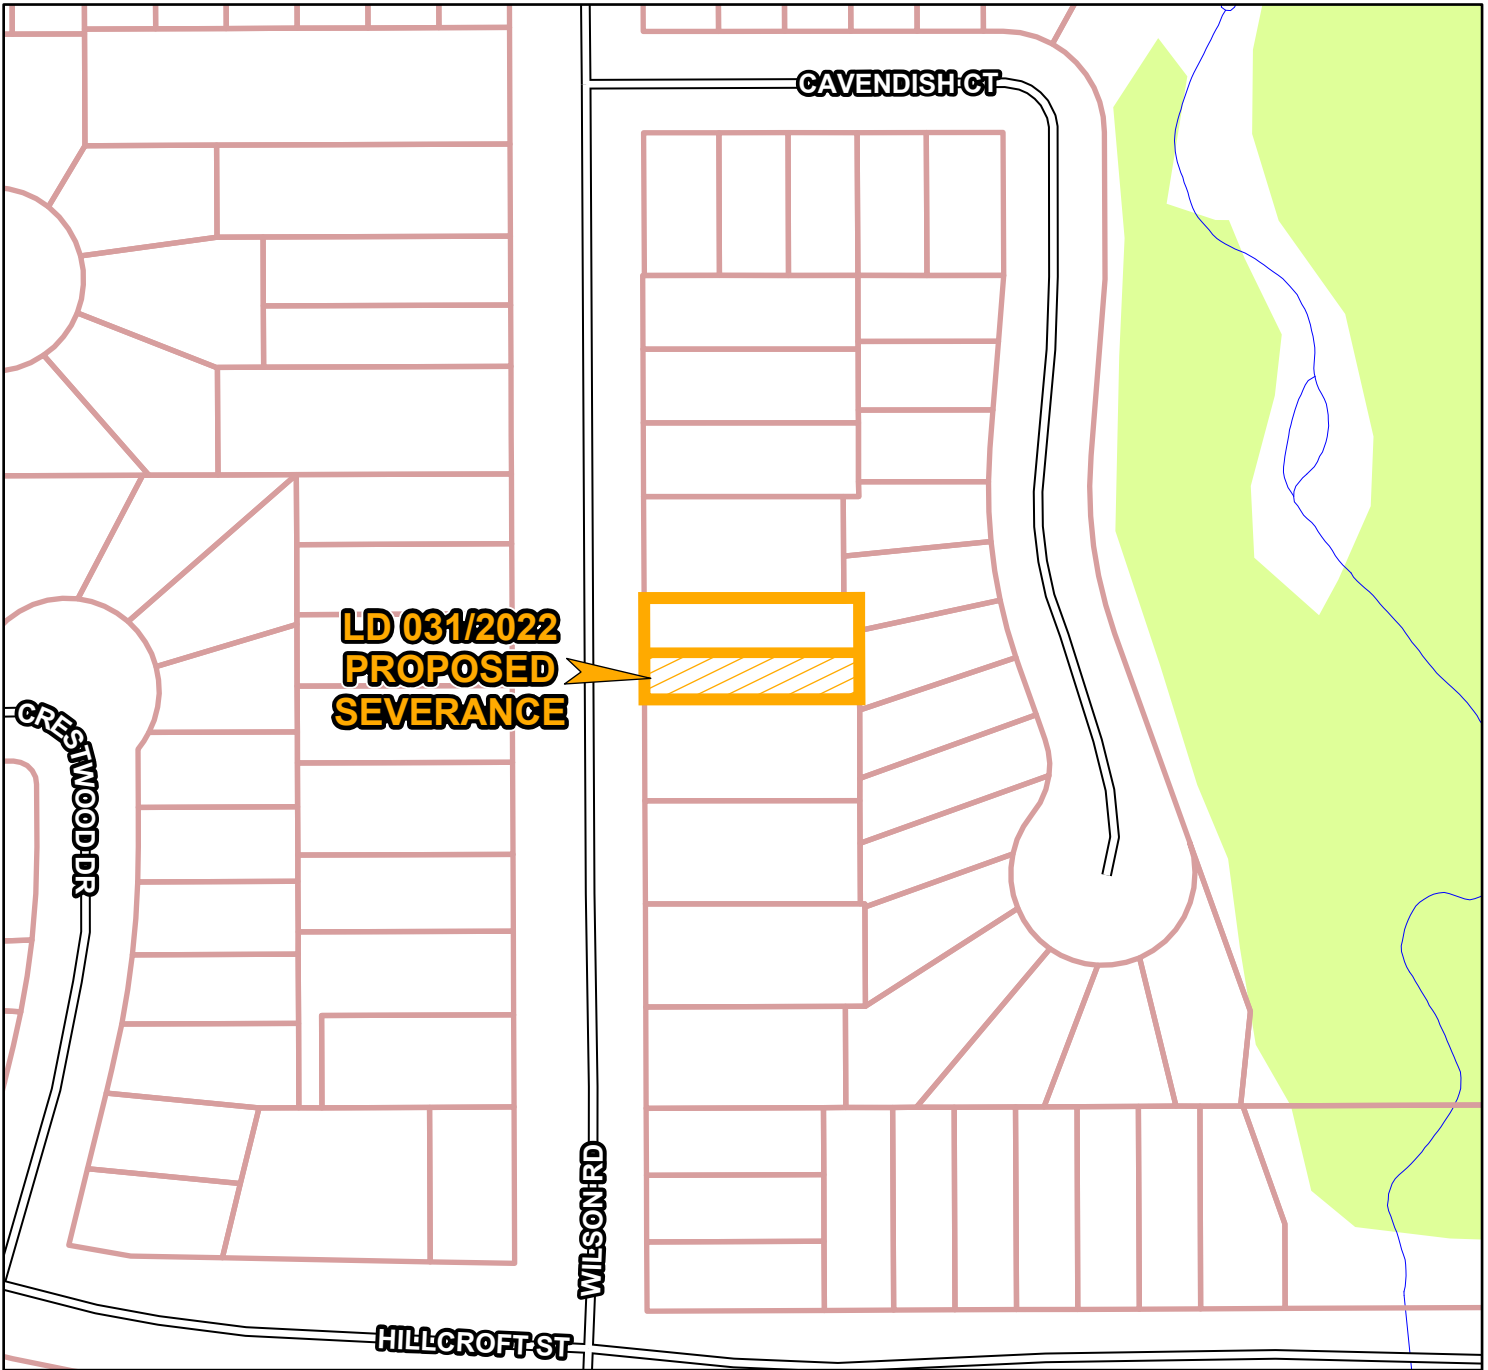 CAVENDISH CT
LD 031/2022
PROPOSED
SEVERANCE
CRESTWOOD DR
WILSON RD
HILLCROFT ST